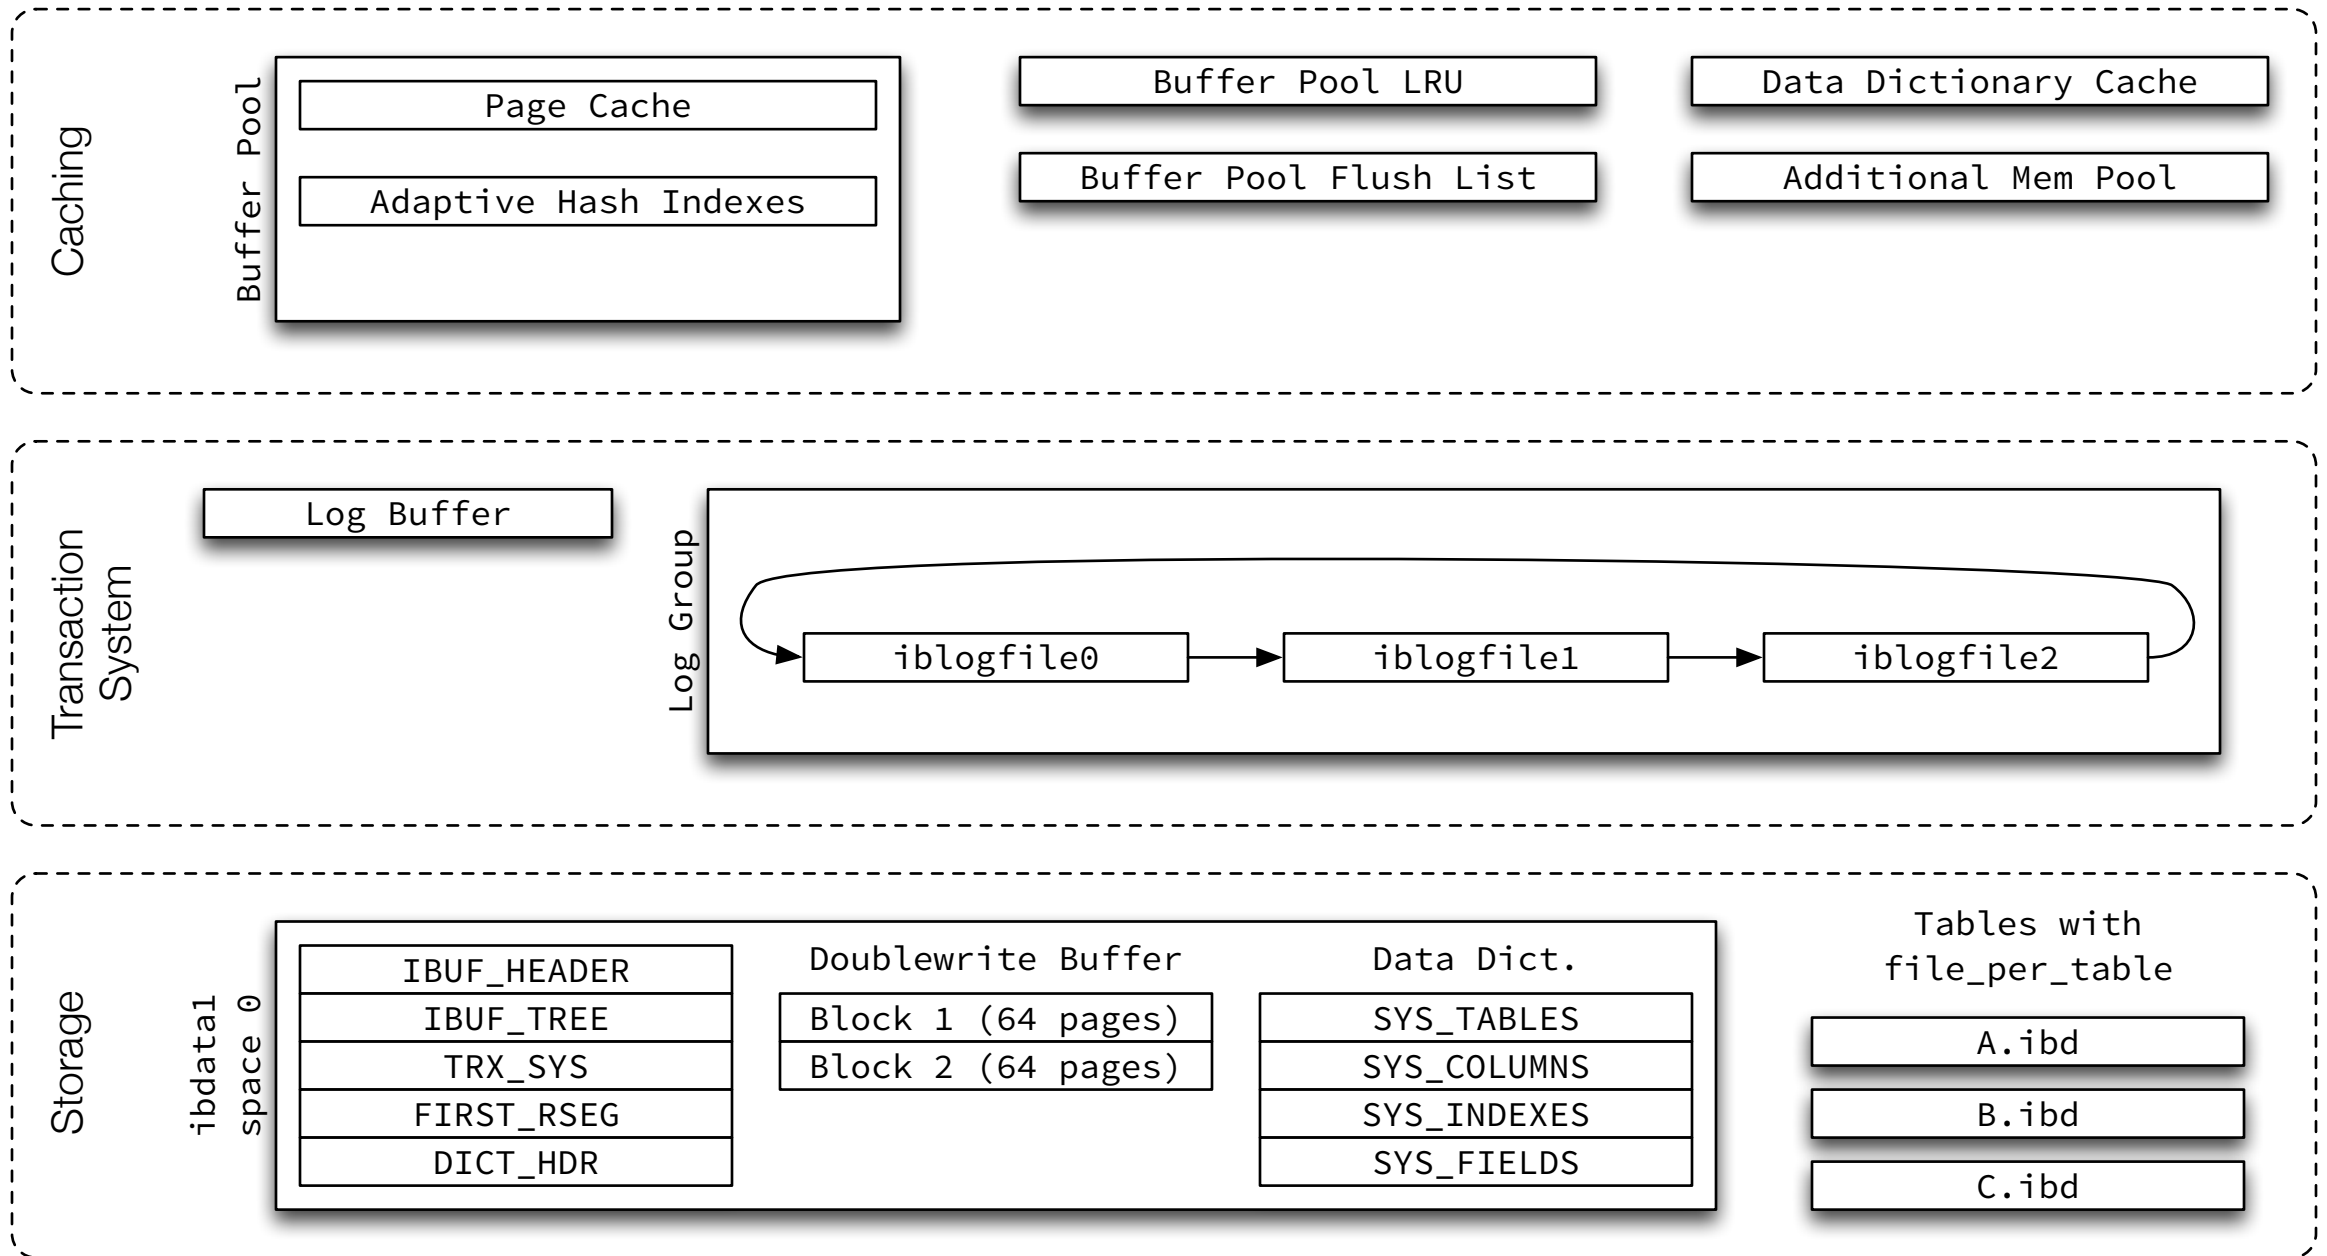 Caching
Buffer Pool
Page Cache
Adaptive Hash Indexes
Buffer Pool LRU
Buffer Pool Flush List
Data Dictionary Cache
Additional Mem Pool
Transaction
System
Log Buffer
Log Group
iblogfile0
iblogfile1
iblogfile2
Storage
ibdata1
space 0
IBUF_HEADER
IBUF_TREE
TRX_SYS
FIRST_RSEG
DICT_HDR
Doublewrite Buffer
Block 1 (64 pages)
Block 2 (64 pages)
Data Dict.
SYS_TABLES
SYS_COLUMNS
SYS_INDEXES
SYS_FIELDS
Tables with
file_per_table
A.ibd
B.ibd
C.ibd